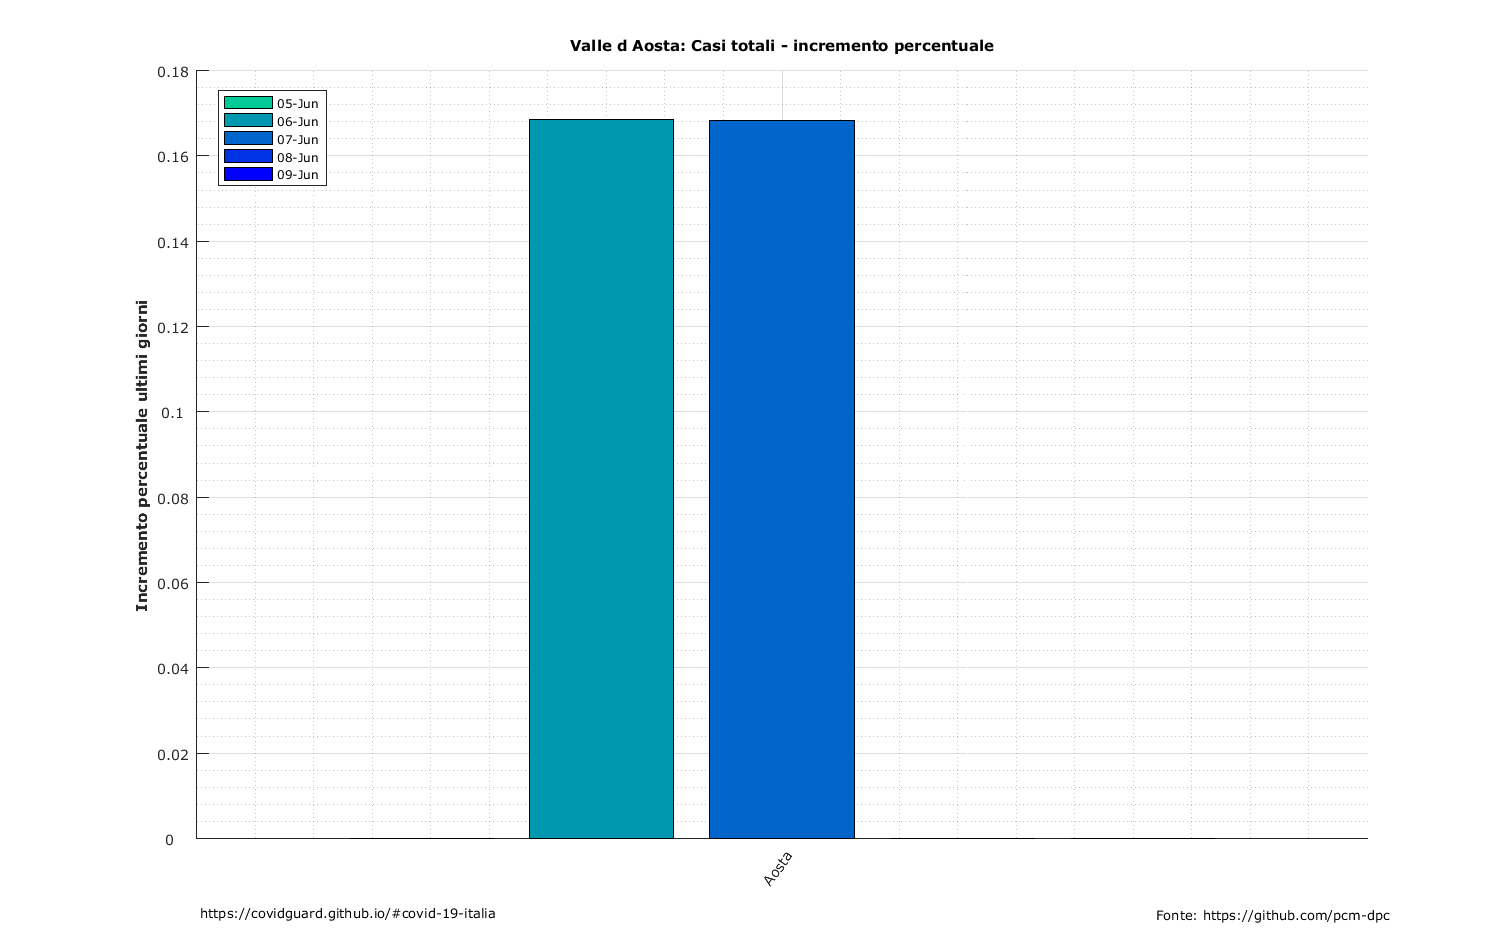 Valle d Aosta: Casi totali - incremento percentuale
0.18
0.16
0.14
0.12
0.1
0.08
0.06
0.04
0.02
0
Incremento percentuale ultimi giorni
05-Jun
06-Jun
07-Jun
08-Jun
09-Jun
Aosta
https://covidguard.github.io/#covid-19-italia
Fonte: https://github.com/pcm-dpc